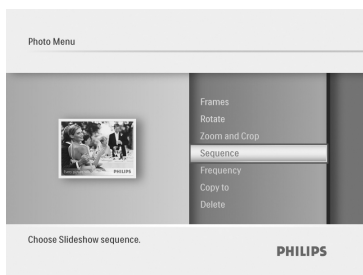 Photo Menu
Frames
Rotate
Zoom and Crop
Sequence
Frequency
Copy to
Delete
PHILIPS
Choose Slideshow sequence.
PHILIPS